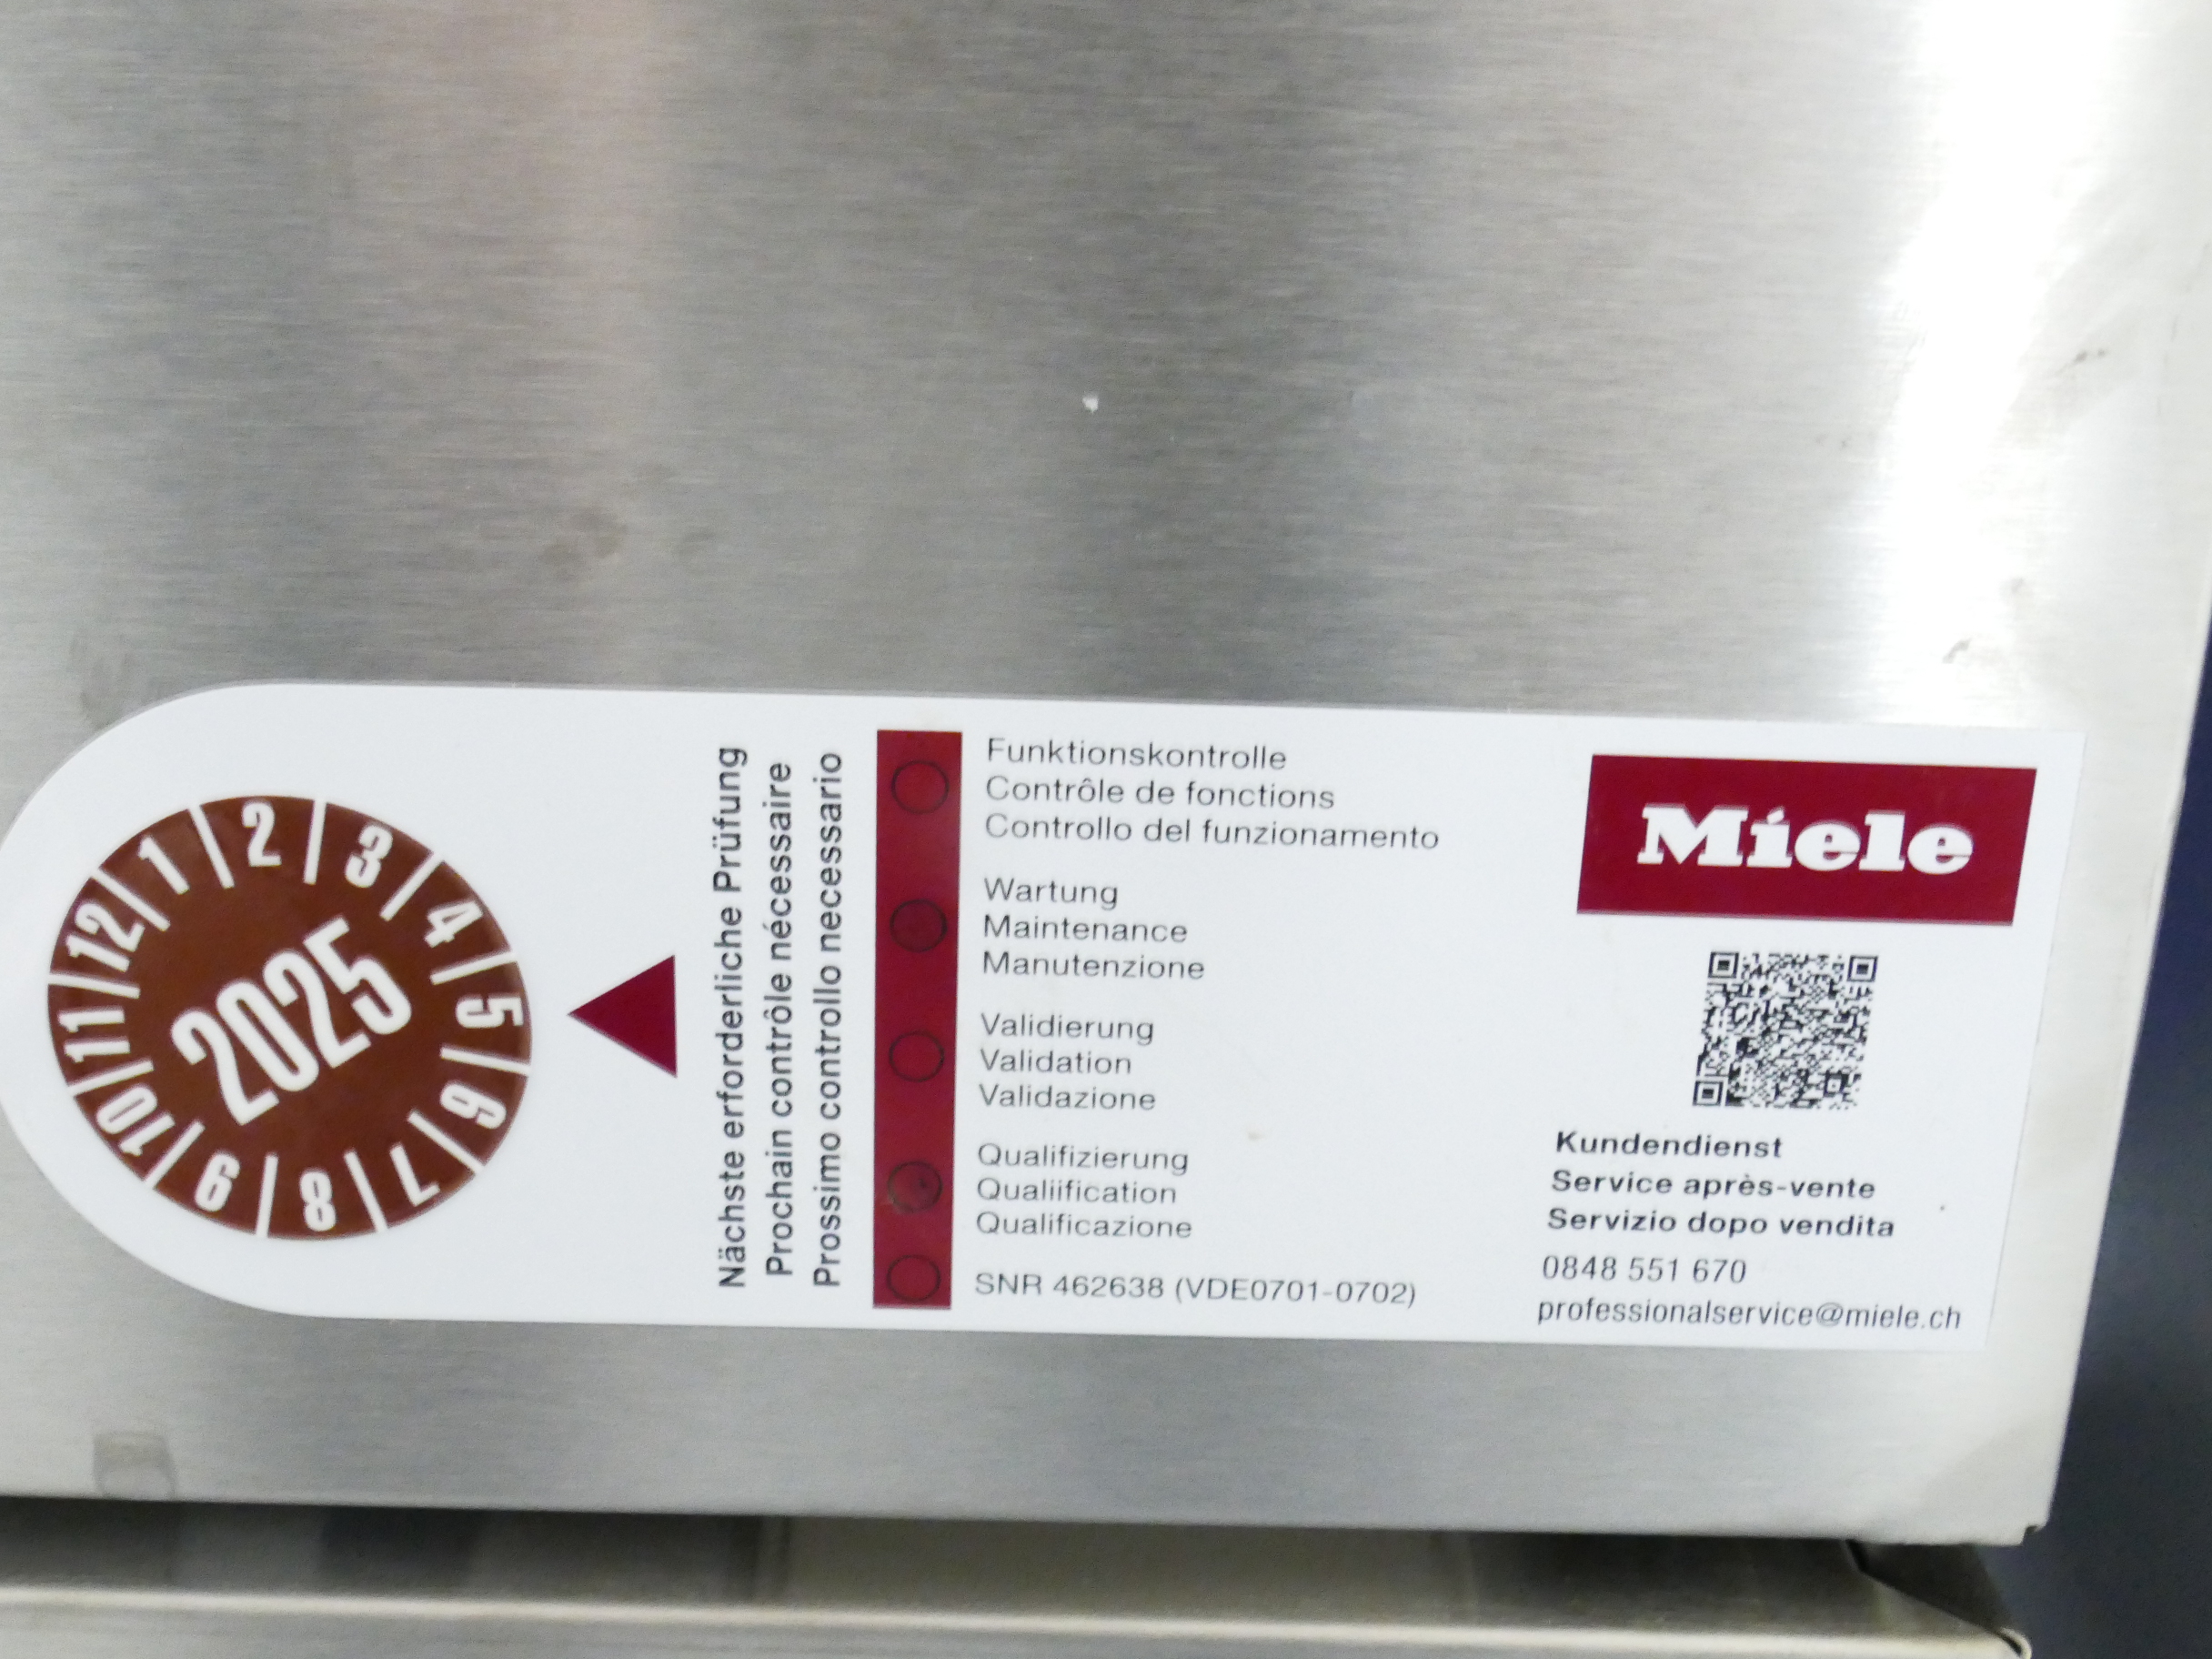 1
2
3
4
5
6
7
8
9
10
11
12
2025
Nächste erforderliche Prüfung
Prochain contrôle nécessaire
Prossimo controllo necessario
Funktionskontrolle
Contrôle de fonctions
Controllo del funzionamento
Wartung
Maintenance
Manutenzione
Validierung
Validation
Validazione
Qualifizierung
Qualiification
Qualificazione
SNR 462638 (VDE0701-0702)
Miele
Kundendienst
Service après-vente
Servizio dopo vendita
0848 551 670
professionalservice@miele.ch